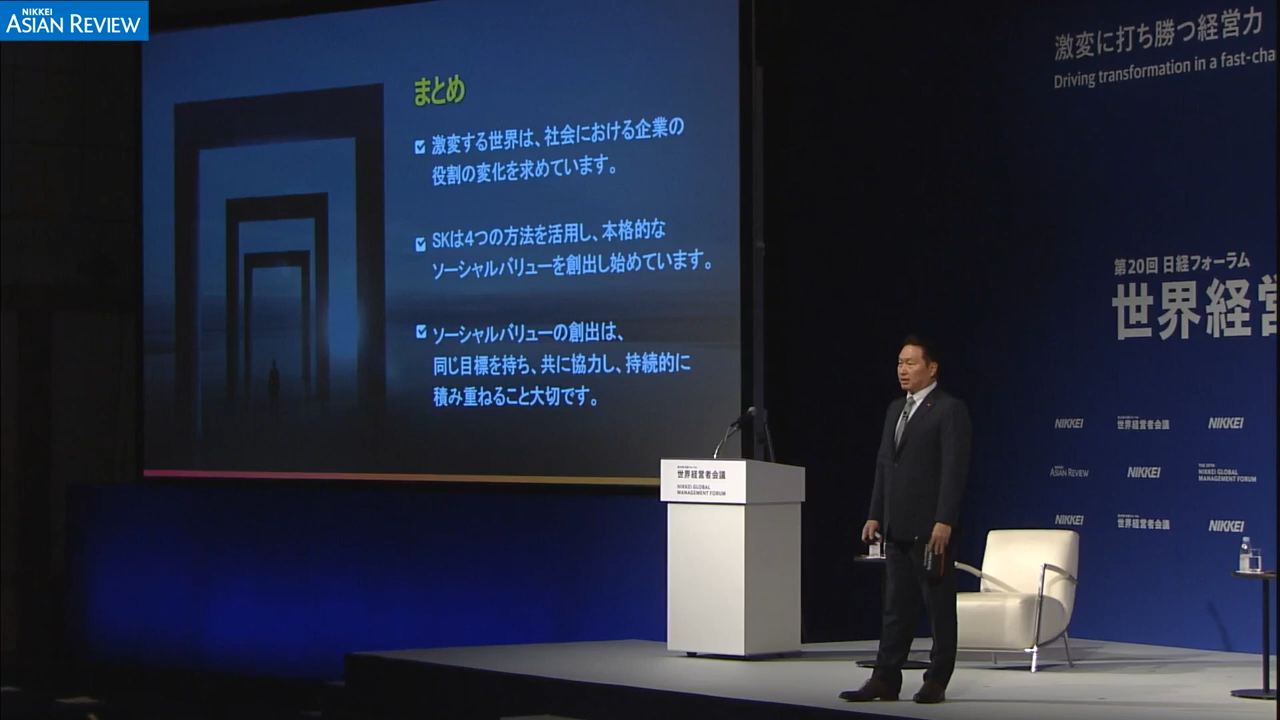 NIKKEI
ASIAN REVIEW
まとめ
激変する世界は、社会における企業の
役割の変化を求めています。
SKは4つの方法を活用し、本格的な
ソーシャルバリューを創出し始めています。
ソーシャルバリューの創出は、
同じ目標を持ち、共に協力し、持続的に
積み重ねること大切です。
激変に打ち勝つ経営力
Driving transformation in a fast-cha
第20回 日経フォーラム
世界経営
世界経営者会議
NIKKEI GLOBAL
MANAGEMENT FORUM
NIKKEI
世界経営者会議
NIKKEI
ASIAN REVIEW
NIKKEI
NIKKEI GLOBAL
MANAGEMENT FORUM
NIKKEI
世界経営者会議
NIKKEI